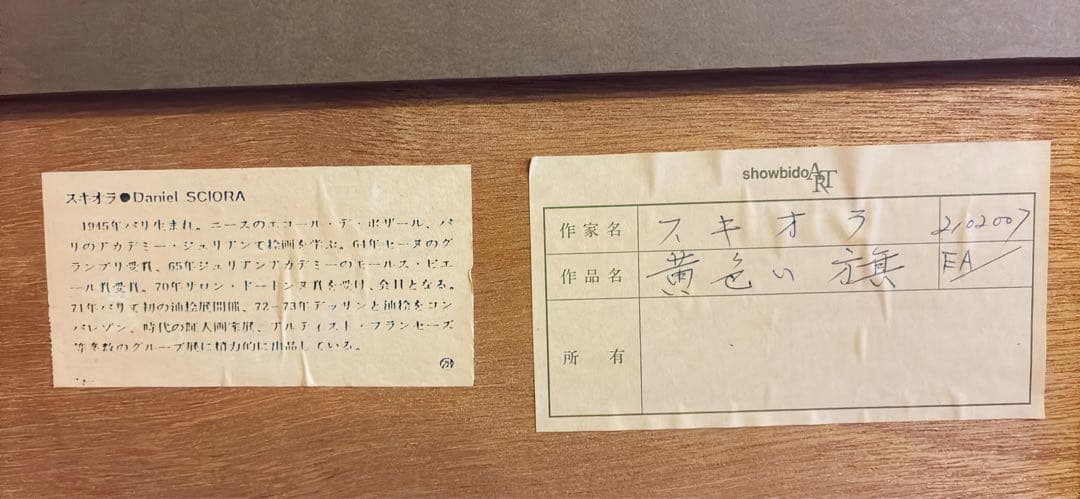 スキオラ●Daniel SCIORA
1945年パリ生まれ。ニースのエコール・デ・ボザール、パ
リのアカデミー・ジュリアンで絵画を学ぶ。64年セーヌのグ
ランプリ受賞、65年ジュリアンアカデミーのモールス・ピエ
ール賞受賞。70年サロン・ドートンヌ賞を受け、会員となる。
71年パリで初の油絵展開催、72-73年デッサンと油絵をコン
パレゾン、時代の証人画家展、アルティスト・フランセーズ
等多数のグループ展に精力的に出品している。
showbido ART
作家名 スキオラ 2102007
作品名 黄色い旗 EA/
所有